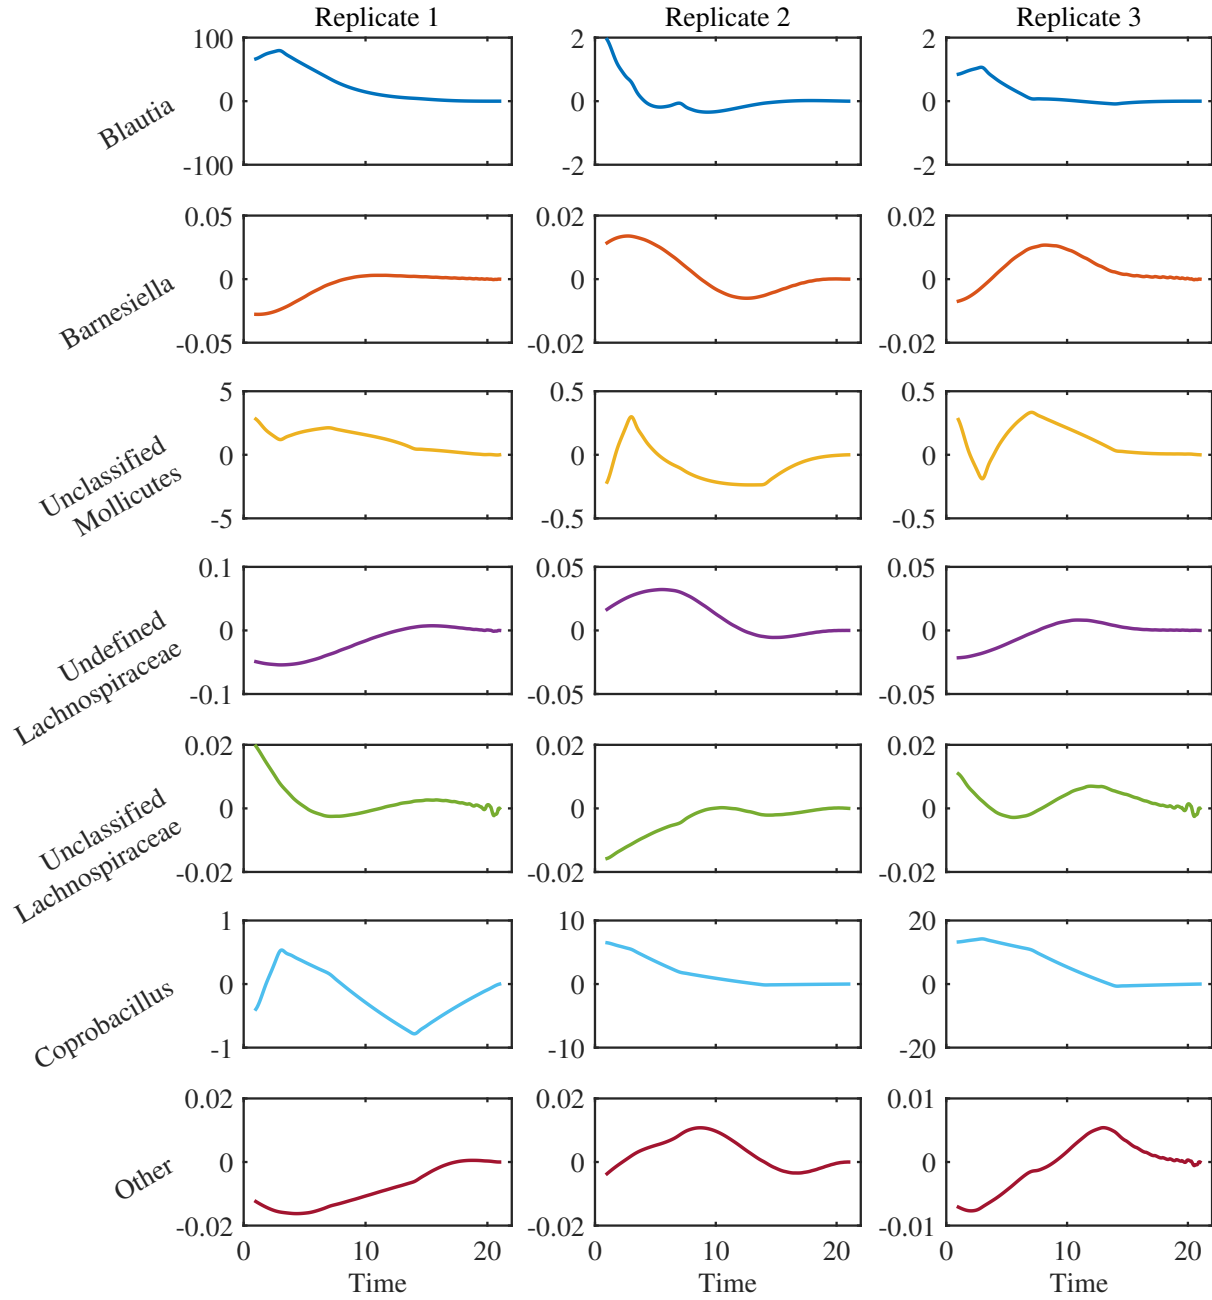 Replicate 1 Replicate 2 Replicate 3
Blautia
100 2 2
0 0 0
-100 -2 -2
Barnesiella
0.05 0.02 0.02
0 0 0
-0.05 -0.02 -0.02
Unclassified
Mollicutes
5 0.5 0.5
0 0 0
-5 -0.5 -0.5
Undefined
Lachnospiraceae
0.1 0.05 0.05
0 0 0
-0.1 -0.05 -0.05
Unclassified
Lachnospiraceae
0.02 0.02 0.02
0 0 0
-0.02 -0.02 -0.02
Coprobacillus
1 10 20
0 0 0
-1 -10 -20
Other
0.02 0.02 0.01
0 0 0
-0.02 -0.02 -0.01
0 10 20 0 10 20 0 10 20
Time Time Time